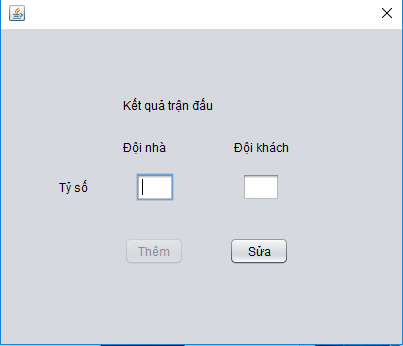 Kết quả trận đấu
Đội nhà Đội khách
Tỷ số
Thêm Sửa